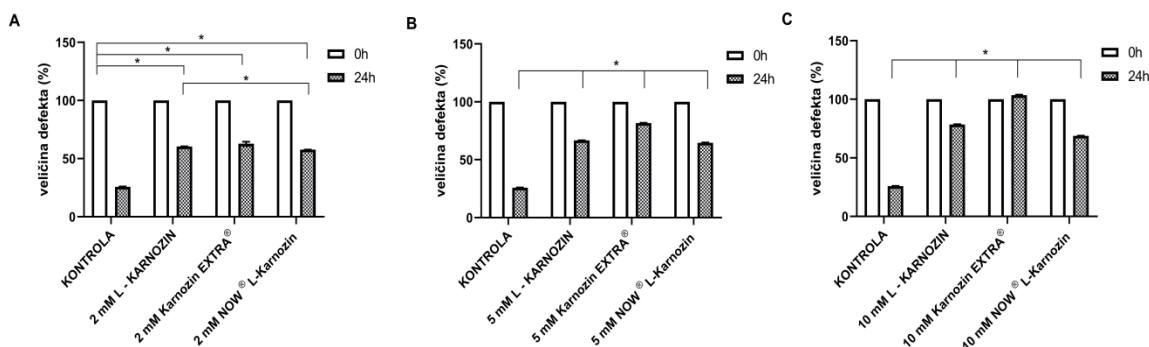 A
veličina defekta (%)
150
100
50
0
*
*
*
*
0h
24h
KONTROLA
2 mM L - KARNOZIN
2 mM Karnozin EXTRA®
2 mM NOW® L-Karnozin
B
veličina defekta (%)
150
100
50
0
*
0h
24h
KONTROLA
5 mM L - KARNOZIN
5 mM Karnozin EXTRA®
5 mM NOW® L-Karnozin
C
veličina defekta (%)
150
100
50
0
*
0h
24h
KONTROLA
10 mM L - KARNOZIN
10 mM Karnozin EXTRA®
10 mM NOW® L-Karnozin